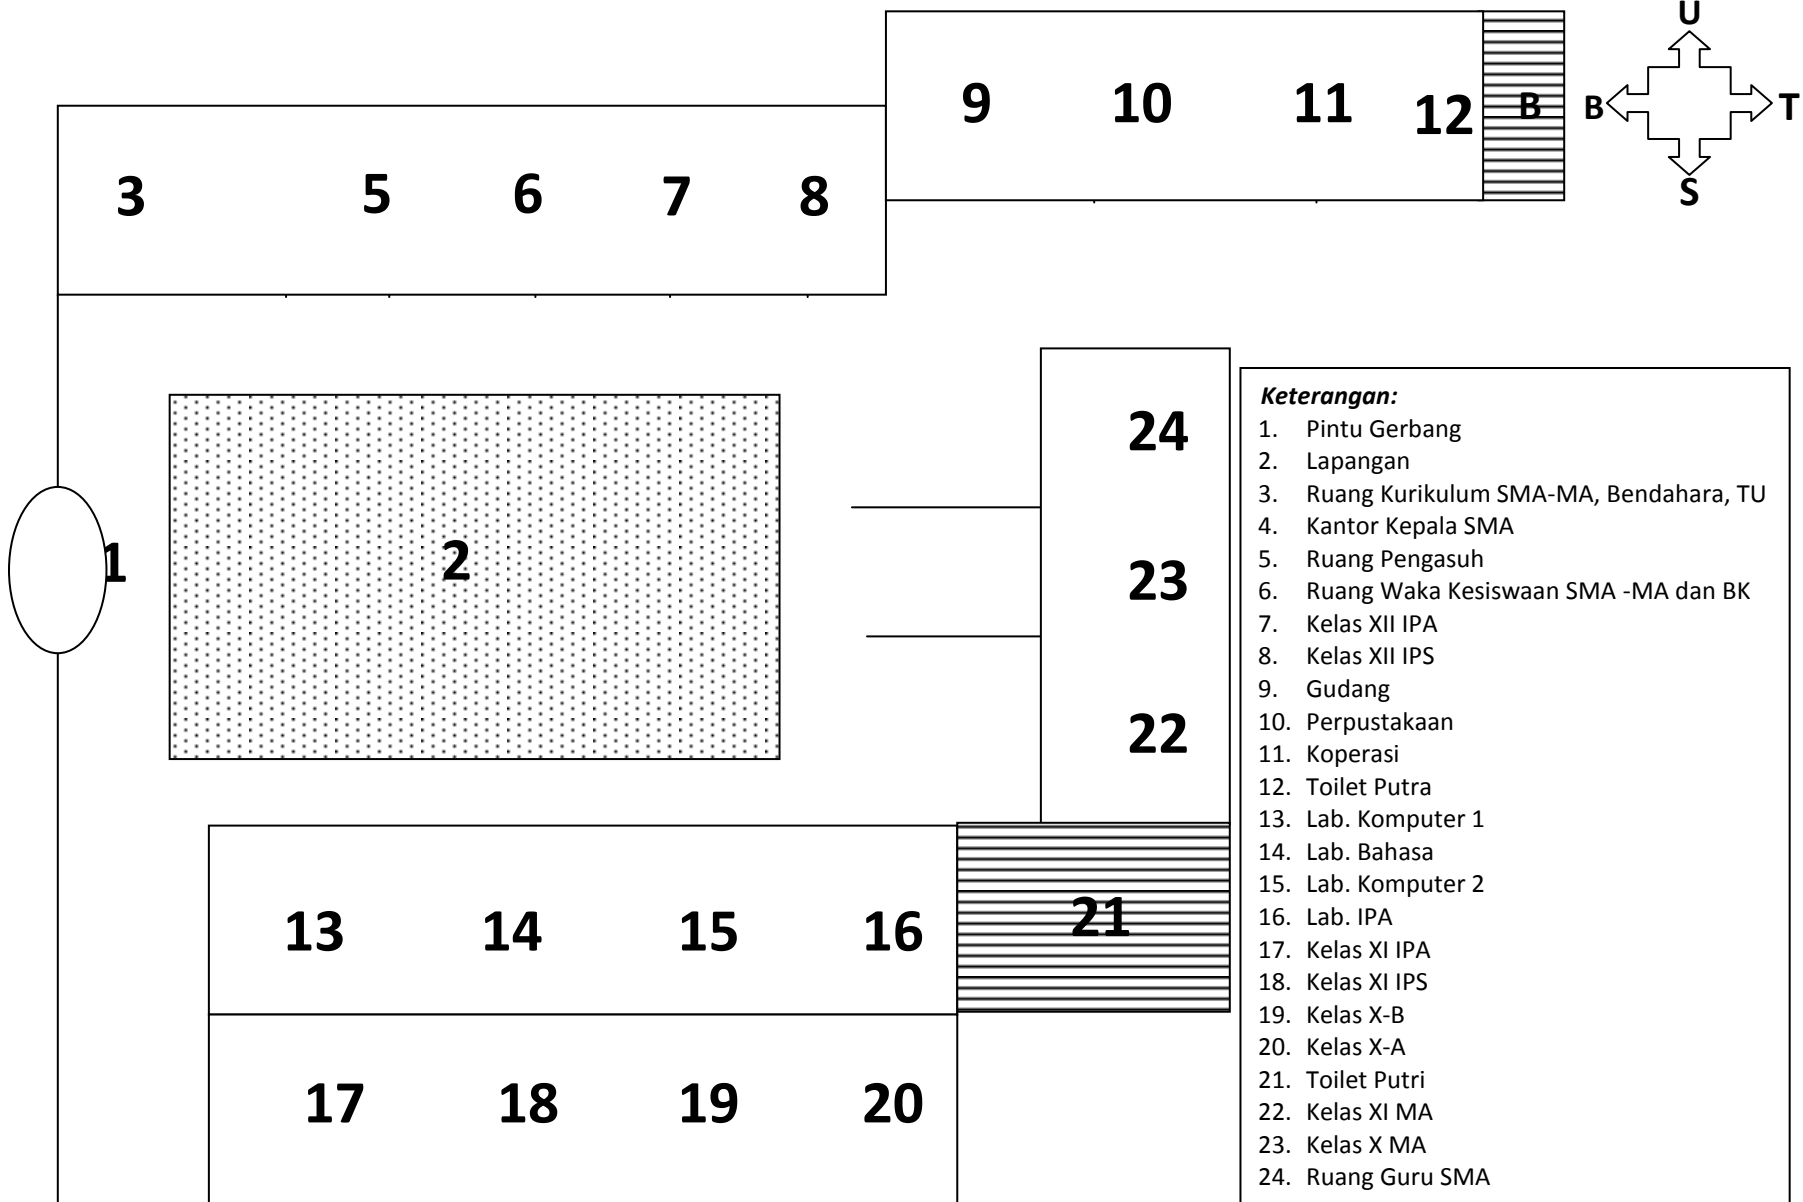 U
9 10 11 12 B
B T
3 5 6 7 8
S
24
1 2 23
22
13 14 15 16 21
17 18 19 20
Keterangan:
1. Pintu Gerbang
2. Lapangan
3. Ruang Kurikulum SMA-MA, Bendahara, TU
4. Kantor Kepala SMA
5. Ruang Pengasuh
6. Ruang Waka Kesiswaan SMA -MA dan BK
7. Kelas XII IPA
8. Kelas XII IPS
9. Gudang
10. Perpustakaan
11. Koperasi
12. Toilet Putra
13. Lab. Komputer 1
14. Lab. Bahasa
15. Lab. Komputer 2
16. Lab. IPA
17. Kelas XI IPA
18. Kelas XI IPS
19. Kelas X-B
20. Kelas X-A
21. Toilet Putri
22. Kelas XI MA
23. Kelas X MA
24. Ruang Guru SMA